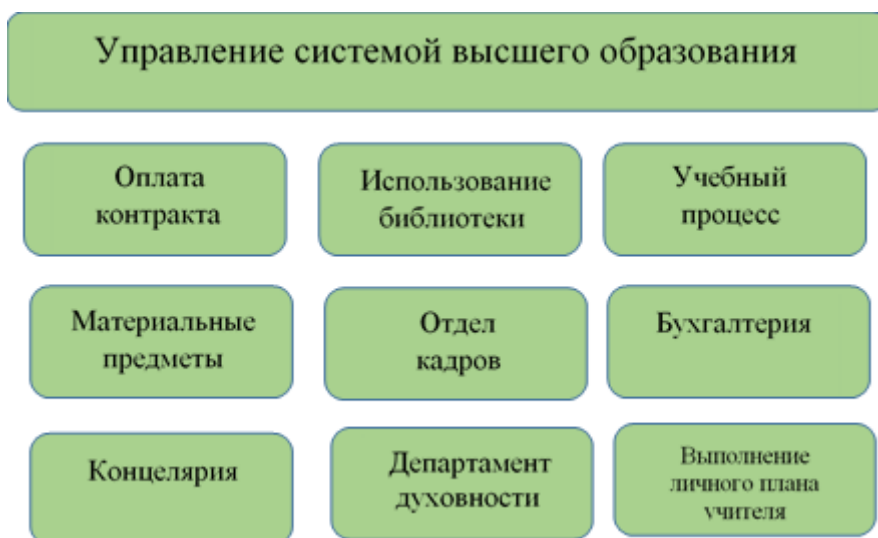 Управление системой высшего образования
Оплата
контракта
Использование
библиотеки
Учебный
процесс
Материальные
предметы
Отдел
кадров
Бухгалтерия
Концелярия
Департамент
духовности
Выполнение
личного плана
учителя